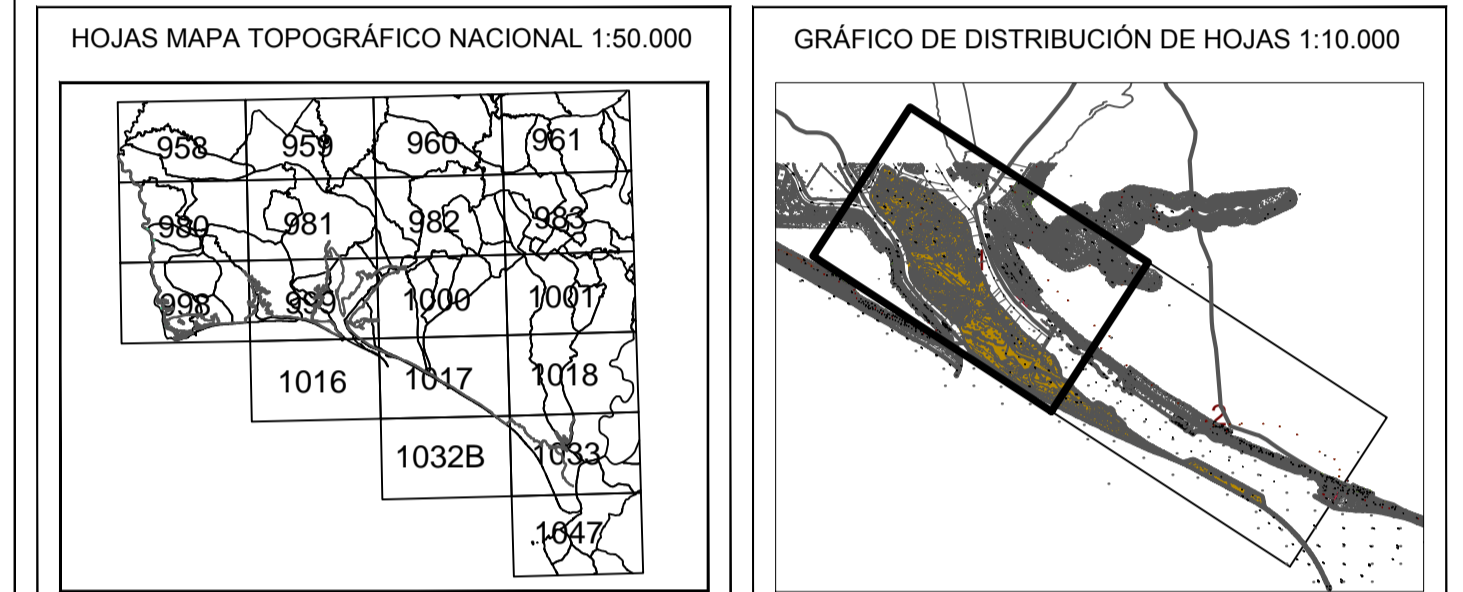 HOJAS MAPA TOPOGRÁFICO NACIONAL 1:50.000
958 959 960 961
980 981 982 983
998 999 1000 1001
1016 1017 1018
1032B 1033
1047
GRÁFICO DE DISTRIBUCIÓN DE HOJAS 1:10.000
1
2